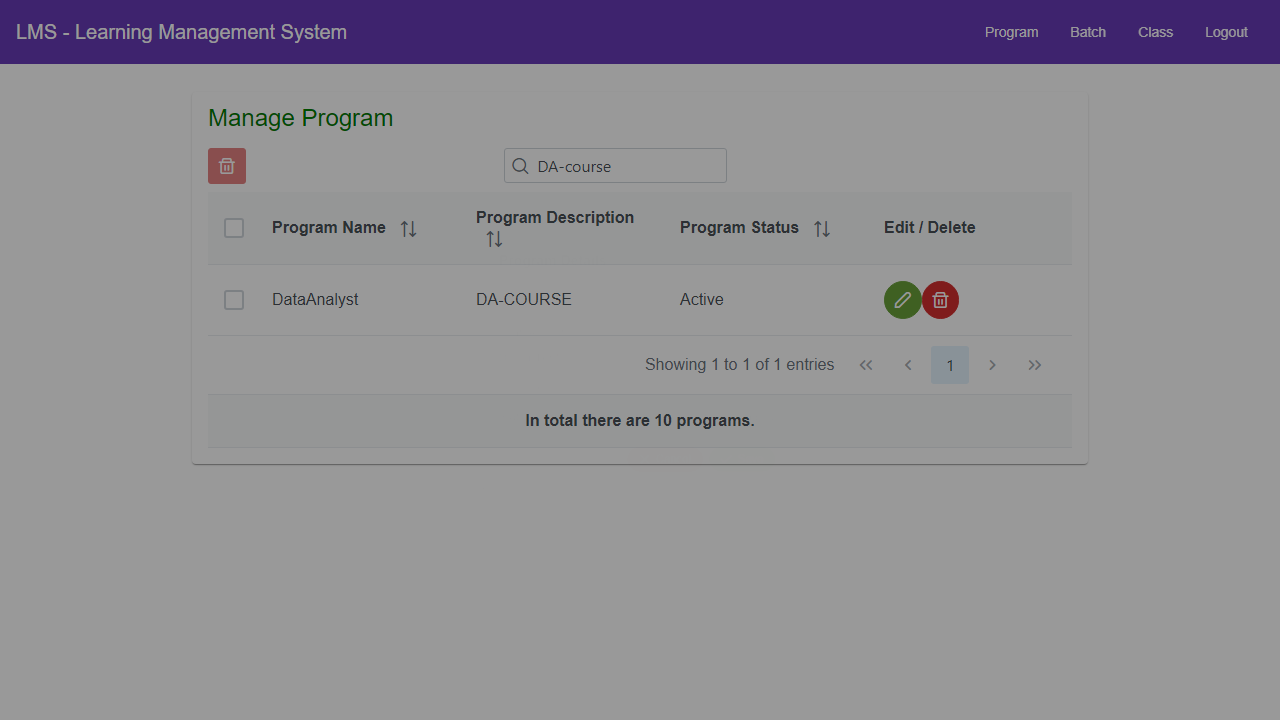 LMS - Learning Management System
Program
Batch
Class
Logout
Manage Program
DA-course
Program Name
Program Description
Program Status
Edit / Delete
DataAnalyst
DA-COURSE
Active
Showing 1 to 1 of 1 entries
1
In total there are 10 programs.